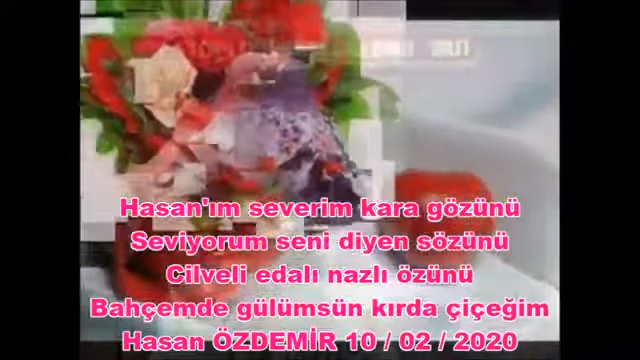 Hasan'ım severim kara gözünü
Seviyorum seni diyen sözünü
Cilveli edalı nazlı özünü
Bahçemde gülümsün kırda çiçeğim
Hasan ÖZDEMİR 10 / 02 / 2020